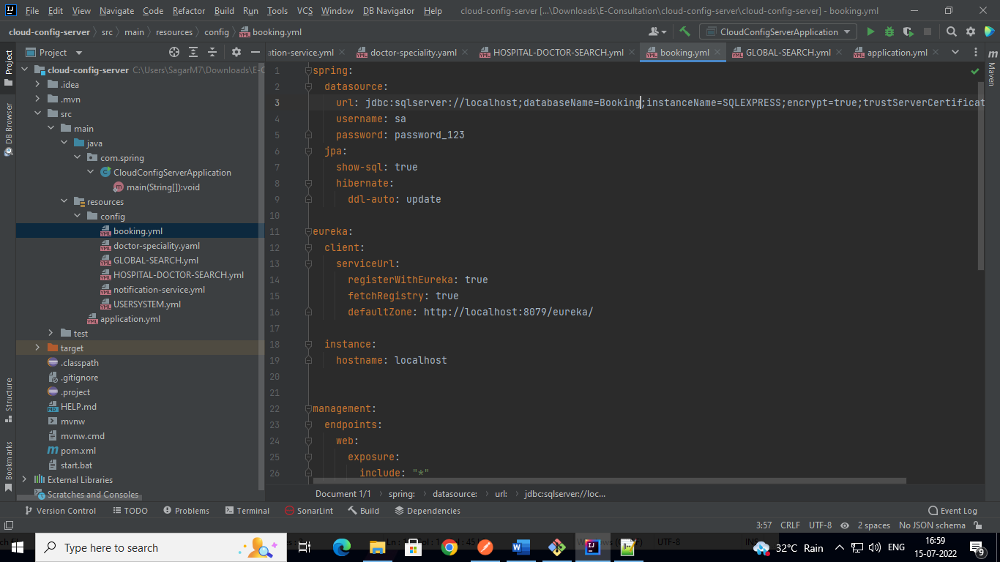 File Edit View Navigate Code Refactor Build Run Tools VCS Window DB Navigator Help cloud-config-server [...\Downloads\E-Consultation\cloud-config-server\cloud-config-server] - booking.yml
cloud-config-server src main resources config booking.yml CloudConfigServerApplication
Project ation-service.yml doctor-speciality.yaml HOSPITAL-DOCTOR-SEARCH.yml booking.yml GLOBAL-SEARCH.yml application.yml
Project
DB Browser
Structure
Bookmarks
Maven
cloud-config-server C:\Users\SagarM7\Downloads\E-C
.idea
.mvn
src
main
java
com.spring
CloudConfigServerApplication
main(String[]):void
resources
config
booking.yml
doctor-speciality.yaml
GLOBAL-SEARCH.yml
HOSPITAL-DOCTOR-SEARCH.yml
notification-service.yml
USERSYSTEM.yml
application.yml
test
target
.classpath
.gitignore
.project
HELP.md
mvnw
mvnw.cmd
pom.xml
start.bat
External Libraries
Scratches and Consoles
1 spring:
2 datasource:
3 url: jdbc:sqlserver://localhost;databaseName=Booking;instanceName=SQLEXPRESS;encrypt=true;trustServerCertificat
4 username: sa
5 password: password_123
6 jpa:
7 show-sql: true
8 hibernate:
9 ddl-auto: update
10
11 eureka:
12 client:
13 serviceUrl:
14 registerWithEureka: true
15 fetchRegistry: true
16 defaultZone: http://localhost:8079/eureka/
17
18 instance:
19 hostname: localhost
20
21
22 management:
23 endpoints:
24 web:
25 exposure:
26 include: "*"
Document 1/1 spring: datasource: url: jdbc:sqlserver://loc...
Version Control TODO Problems Terminal SonarLint Build Dependencies Event Log
3:57 CRLF UTF-8 2 spaces No JSON schema
Type here to search 32°C Rain ENG 16:59
15-07-2022 9